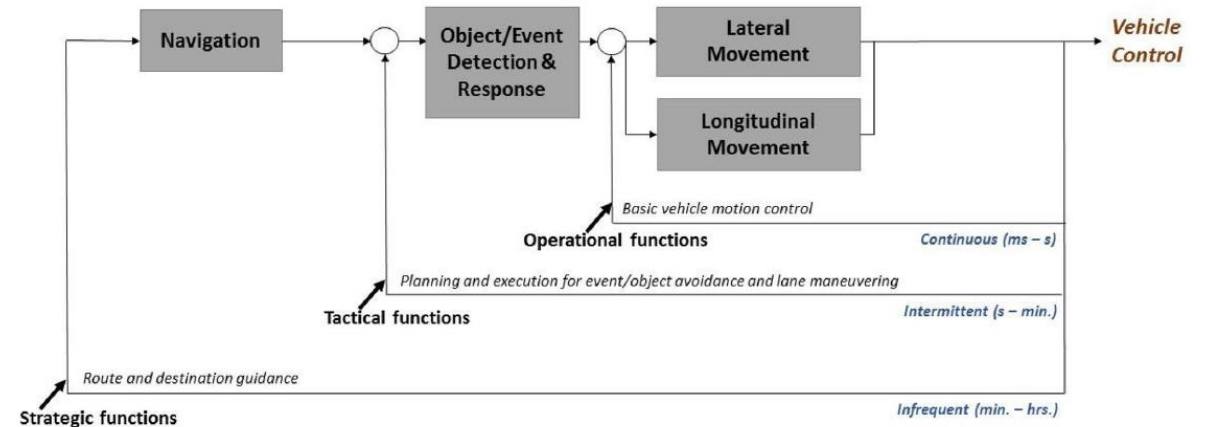 Navigation
Object/Event
Detection &
Response
Lateral
Movement
Longitudinal
Movement
Vehicle
Control
Basic vehicle motion control
Operational functions
Continuous (ms – s)
Planning and execution for event/object avoidance and lane maneuvering
Tactical functions
Intermittent (s – min.)
Route and destination guidance
Strategic functions
Infrequent (min. – hrs.)